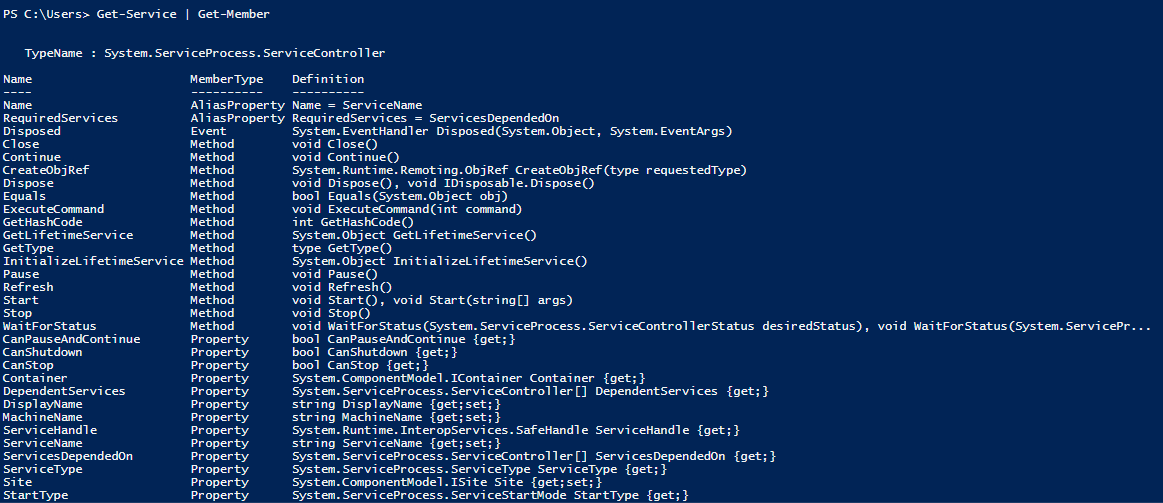 PS C:\Users> Get-Service | Get-Member
TypeName : System.ServiceProcess.ServiceController
Name MemberType Definition
---- ---------- ----------
Name AliasProperty Name = ServiceName
RequiredServices AliasProperty RequiredServices = ServicesDependedOn
Disposed Event System.EventHandler Disposed(System.Object, System.EventArgs)
Close Method void Close()
Continue Method void Continue()
CreateObjRef Method System.Runtime.Remoting.ObjRef CreateObjRef(type requestedType)
Dispose Method void Dispose(), void IDisposable.Dispose()
Equals Method bool Equals(System.Object obj)
ExecuteCommand Method void ExecuteCommand(int command)
GetHashCode Method int GetHashCode()
GetLifetimeService Method System.Object GetLifetimeService()
GetType Method type GetType()
InitializeLifetimeService Method System.Object InitializeLifetimeService()
Pause Method void Pause()
Refresh Method void Refresh()
Start Method void Start(), void Start(string[] args)
Stop Method void Stop()
WaitForStatus Method void WaitForStatus(System.ServiceProcess.ServiceControllerStatus desiredStatus), void WaitForStatus(System.ServicePr...
CanPauseAndContinue Property bool CanPauseAndContinue {get;}
CanShutdown Property bool CanShutdown {get;}
CanStop Property bool CanStop {get;}
Container Property System.ComponentModel.IContainer Container {get;}
DependentServices Property System.ServiceProcess.ServiceController[] DependentServices {get;}
DisplayName Property string DisplayName {get;set;}
MachineName Property string MachineName {get;set;}
ServiceHandle Property System.Runtime.InteropServices.SafeHandle ServiceHandle {get;}
ServiceName Property string ServiceName {get;set;}
ServicesDependedOn Property System.ServiceProcess.ServiceController[] ServicesDependedOn {get;}
ServiceType Property System.ServiceProcess.ServiceType ServiceType {get;}
Site Property System.ComponentModel.ISite Site {get;set;}
StartType Property System.ServiceProcess.ServiceStartMode StartType {get;}